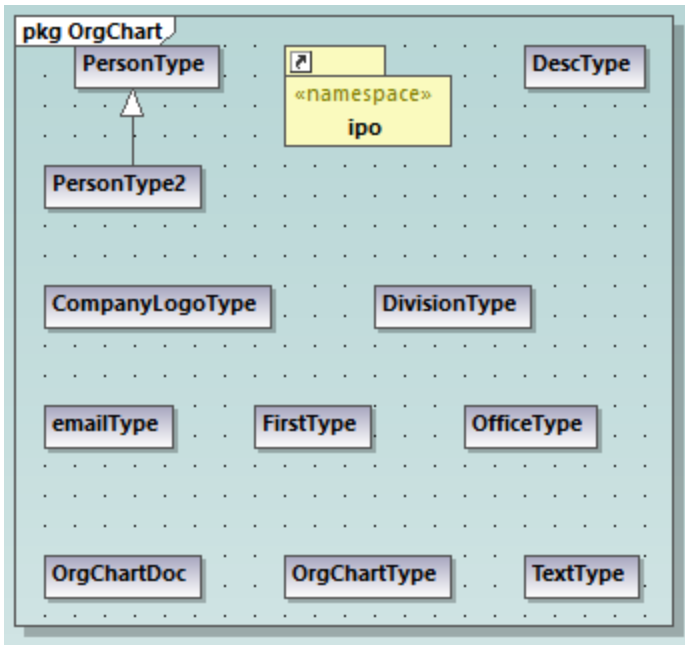 pkg OrgChart
PersonType
«namespace»
ipo
DescType
PersonType2
CompanyLogoType
DivisionType
emailType
FirstType
OfficeType
OrgChartDoc
OrgChartType
TextType